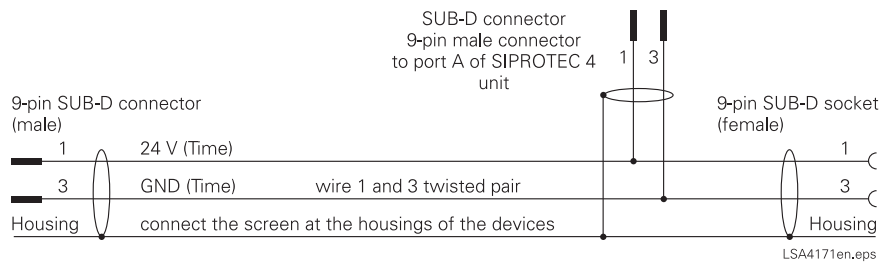 SUB-D connector
9-pin male connector
to port A of SIPROTEC 4
unit
1 3
9-pin SUB-D connector
(male)
9-pin SUB-D socket
(female)
1 24 V (Time) 1
3 GND (Time) wire 1 and 3 twisted pair 3
Housing connect the screen at the housings of the devices Housing
LSA4171en.eps